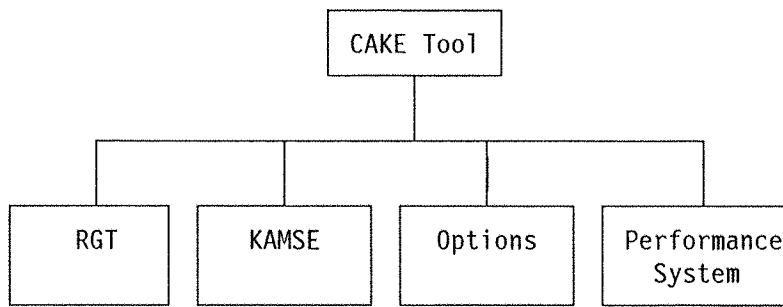 CAKE Tool
RGT
KAMSE
Options
Performance
System